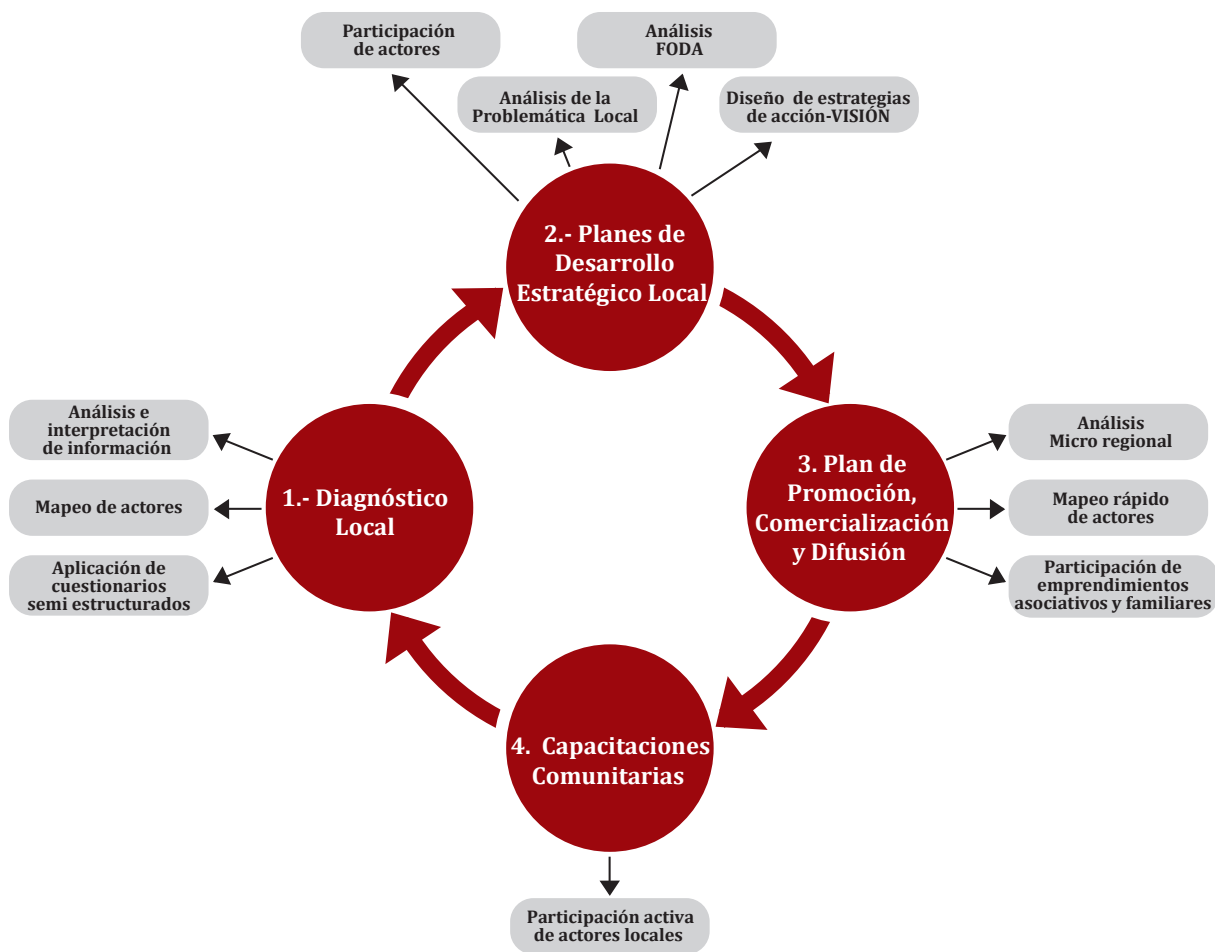 Participación
de actores
Análisis
FODA
Análisis de la
Problemática Local
Diseño de estrategias
de acción-VISIÓN
2.- Planes de
Desarrollo
Estratégico Local
Análisis e
interpretación
de información
Mapeo de actores
Aplicación de
cuestionarios
semi estructurados
1.- Diagnóstico
Local
3. Plan de
Promoción,
Comercialización
y Difusión
Análisis
Micro regional
Mapeo rápido
de actores
Participación de
emprendimientos
asociativos y familiares
4. Capacitaciones
Comunitarias
Participación activa
de actores locales